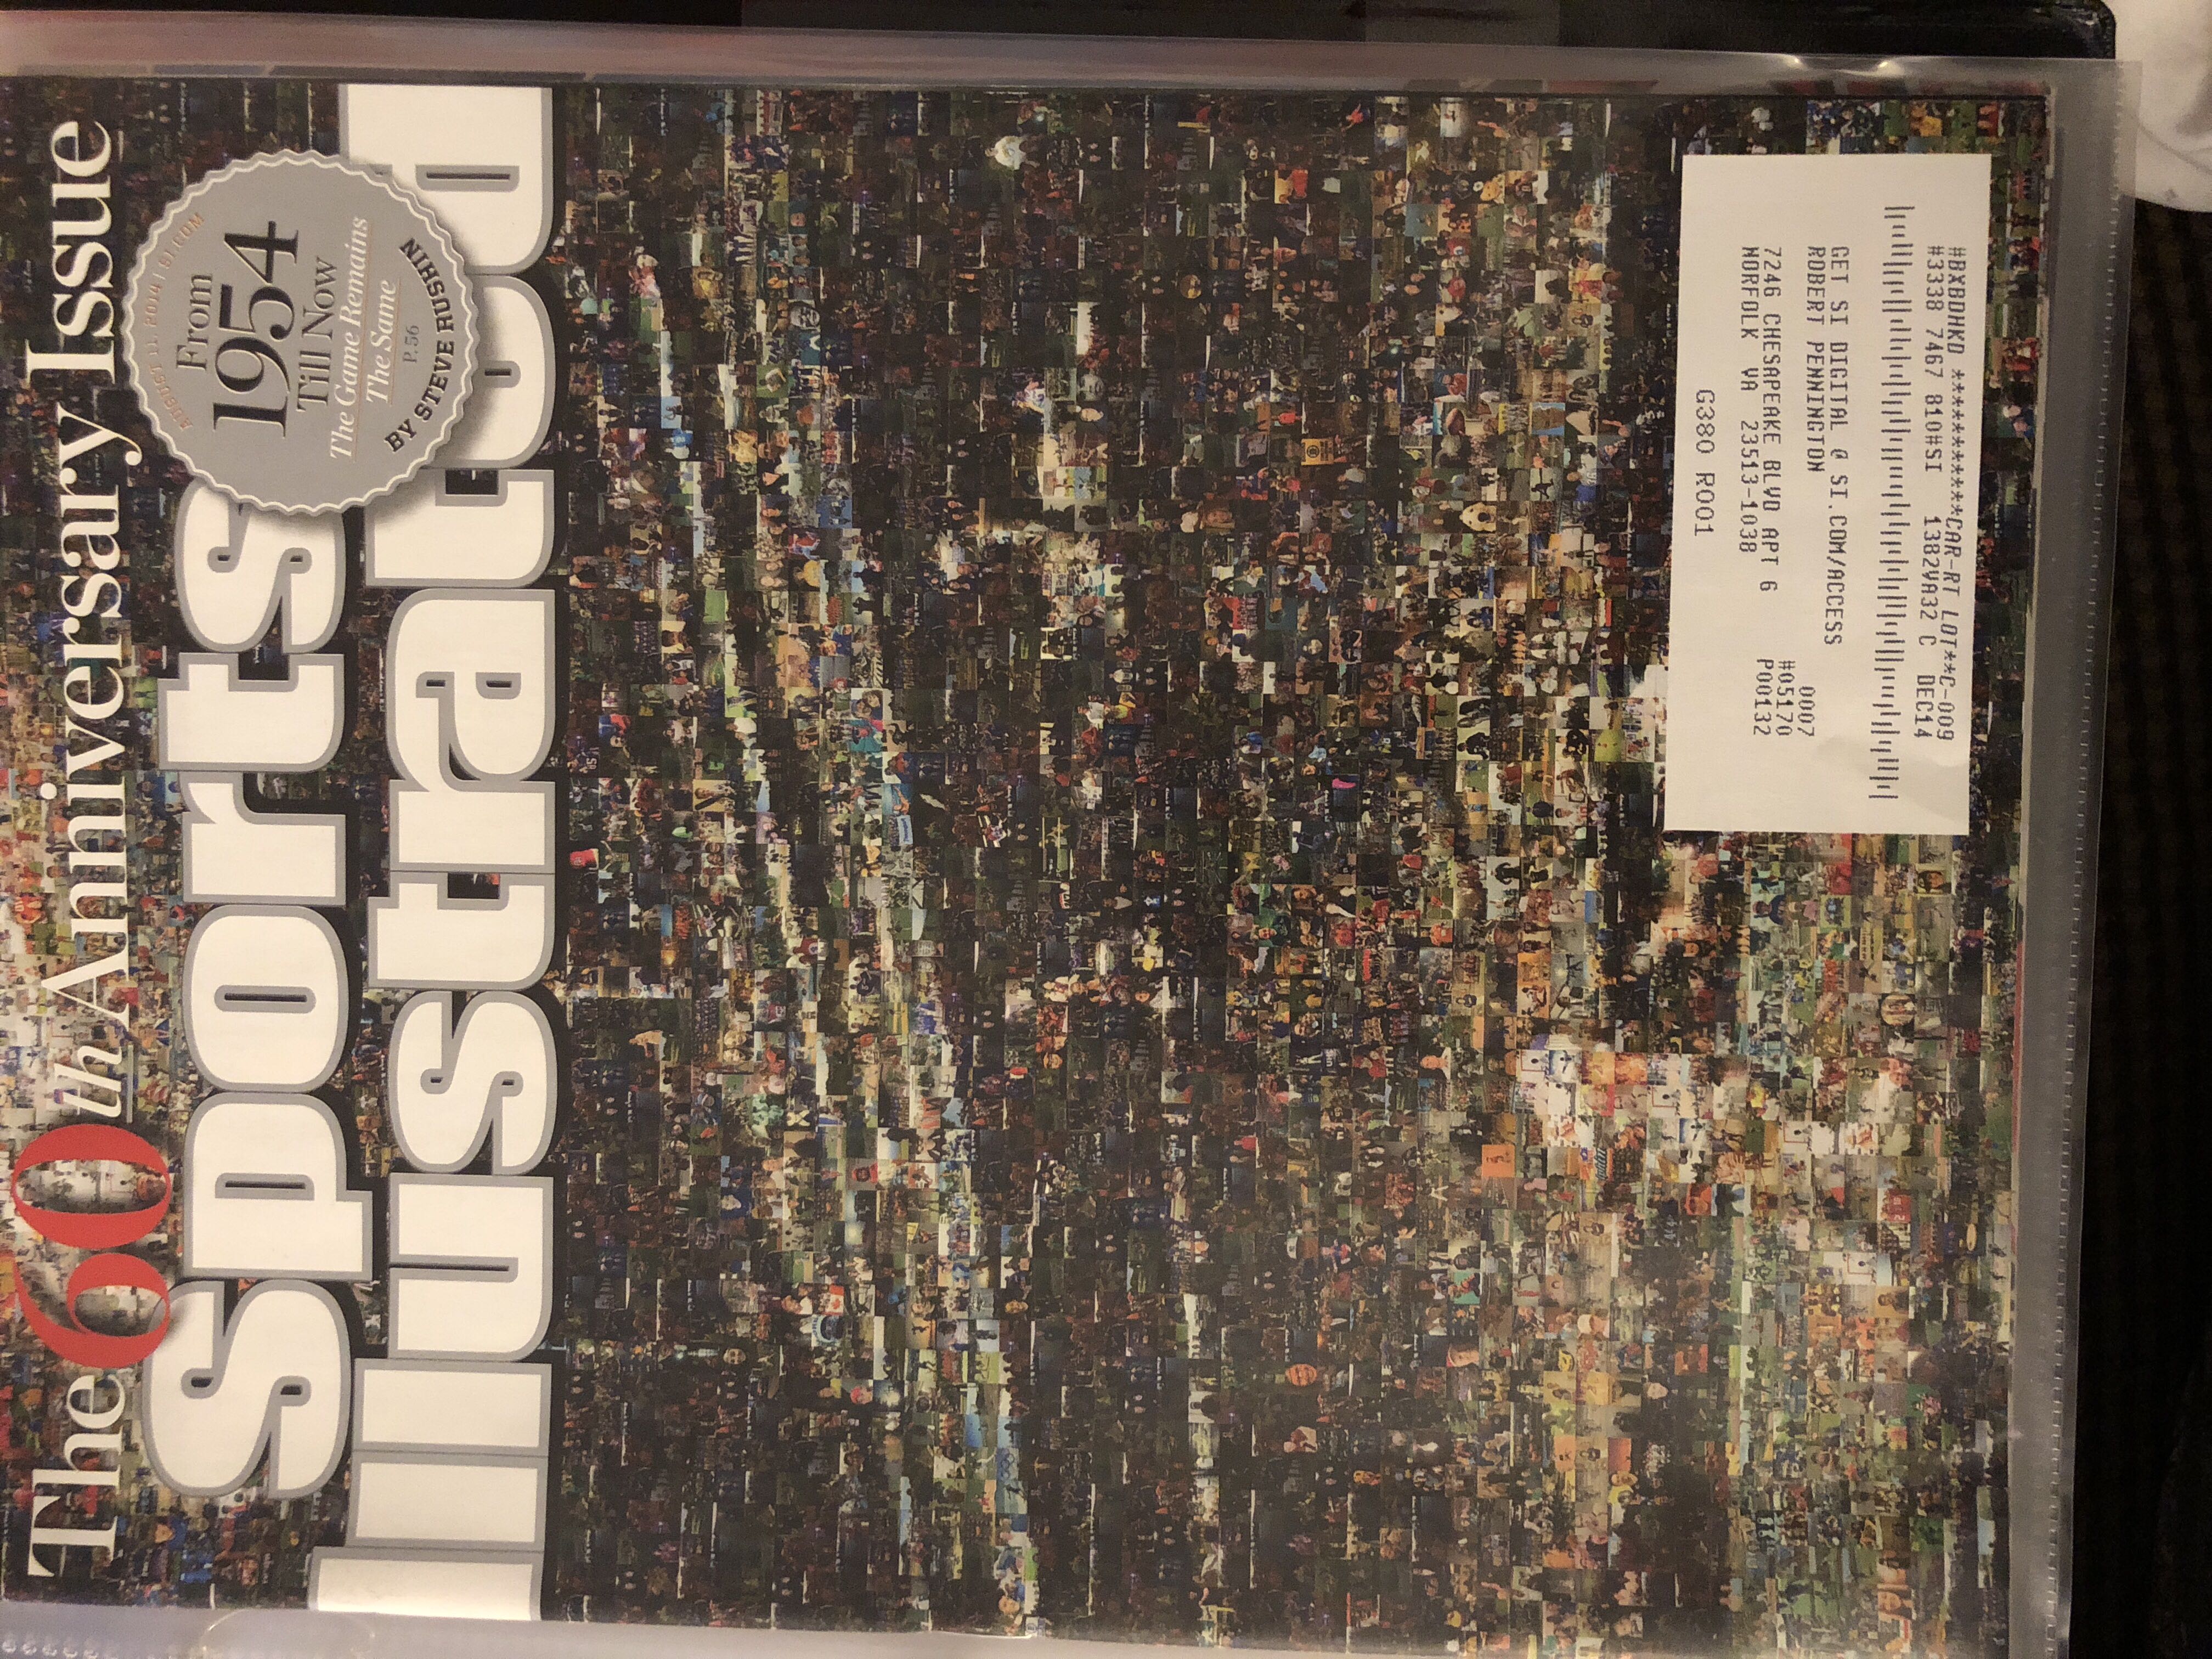 The 60th Anniversary Issue
Sports
Illustrated
AUGUST 11, 2014 | SI.COM
From
1954
Till Now
The Game Remains
The Same
P. 56
BY STEVE RUSHIN
#BXBDHKD ****************CAR-RT LOT**C-009
#3338 7467 810#SI 1382VA32 C DEC14
GET SI DIGITAL @ SI.COM/ACCESS
ROBERT PENNINGTON 0007
7246 CHESAPEAKE BLVD APT 6 #05170
NORFOLK VA 23513-1038 P00132
G380 R001